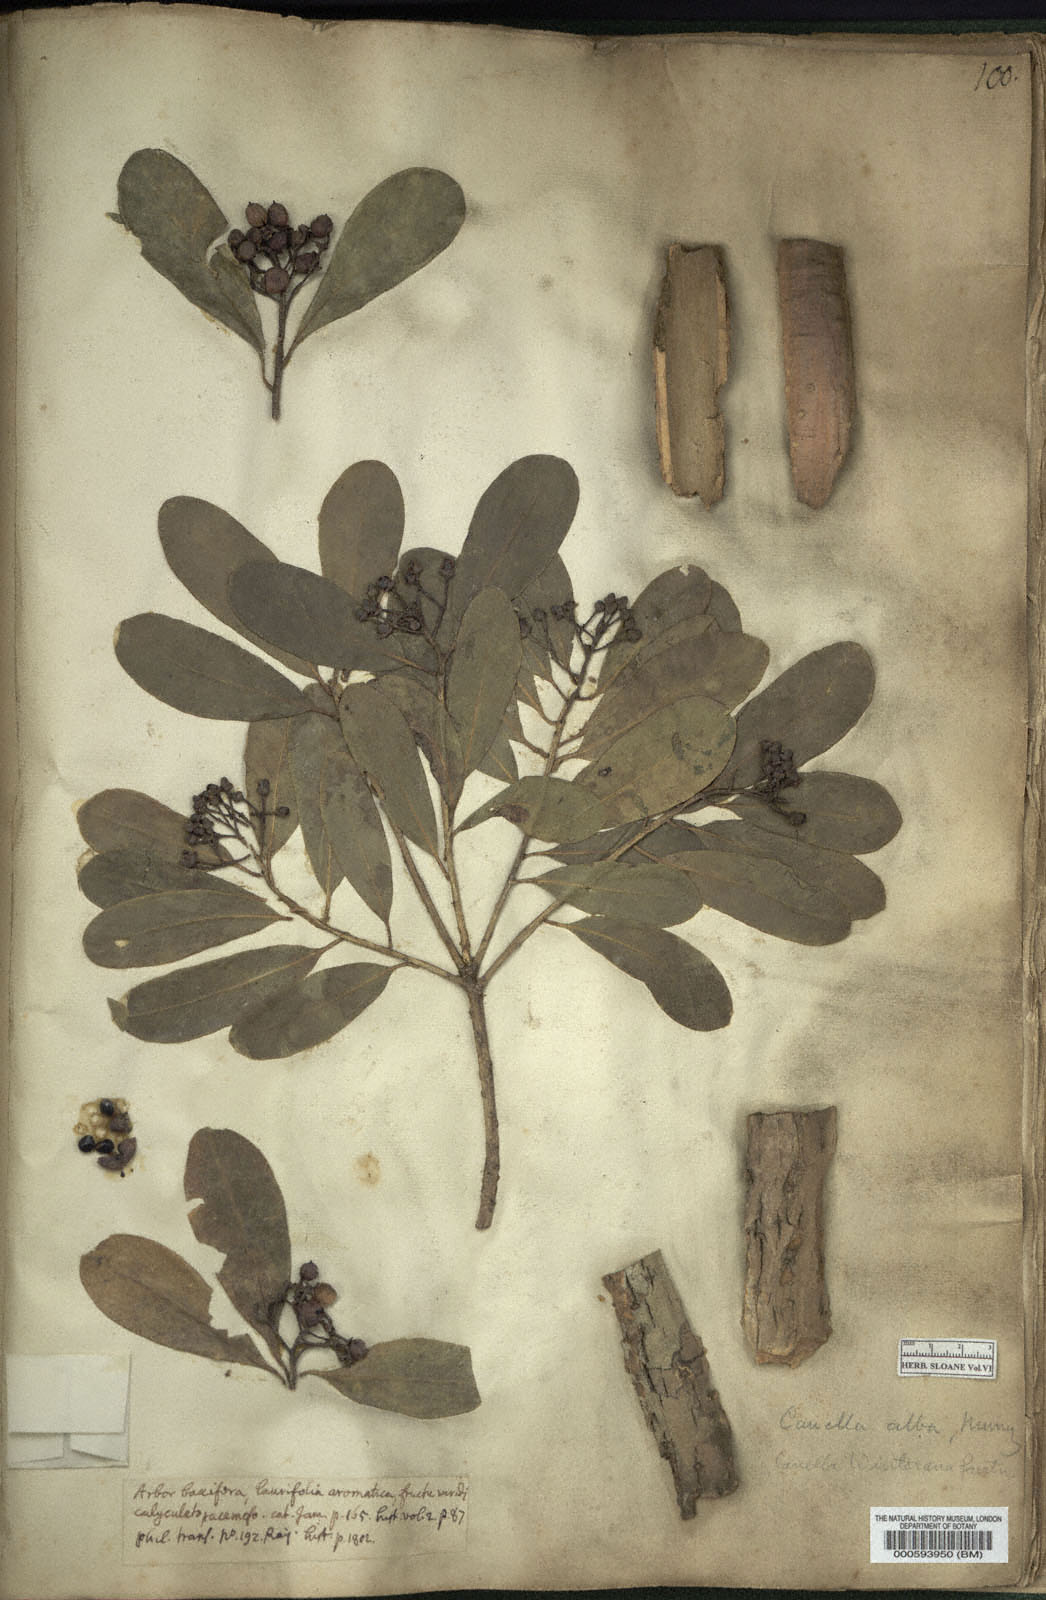 100.
HERB. SLOANE Vol. VI
Canella alba, Murray
Canella Winterana
Arbor baccifera, laurifolia aromatica, fructu viridi
calyculato racemoso. cat. Jam. p. 165. hist. vol. 2 p. 87
phil. trans. no. 192. Raij hist. p. 1802.
THE NATURAL HISTORY MUSEUM, LONDON
DEPARTMENT OF BOTANY
000593950 (BM)